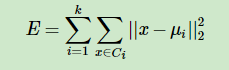 E = \sum_{i=1}^{k} \sum_{x \in C_i} ||x - \mu_i||_2^2